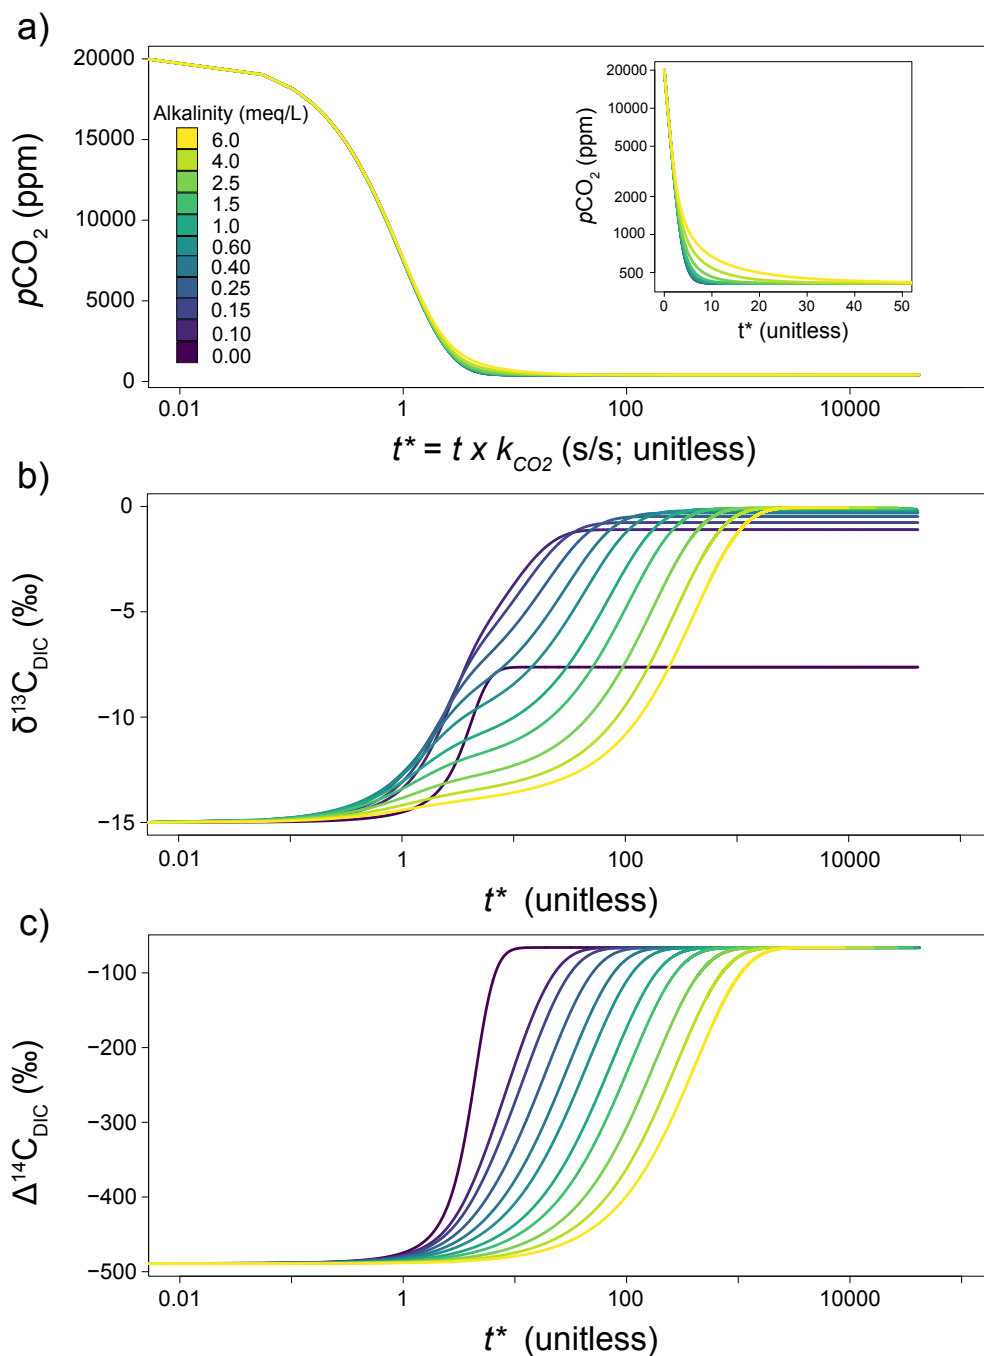 a)
20000
15000
10000
5000
0
pCO2 (ppm)
Alkalinity (meq/L)
6.0
4.0
2.5
1.5
1.0
0.60
0.40
0.25
0.15
0.10
0.00
20000
10000
5000
2000
1000
500
pCO2 (ppm)
0 10 20 30 40 50
t* (unitless)
0.01 1 100 10000
t* = t x kCO2 (s/s; unitless)
b)
0
−5
−10
−15
δ13CDIC (‰)
0.01 1 100 10000
t* (unitless)
c)
−100
−200
−300
−400
−500
Δ14CDIC (‰)
0.01 1 100 10000
t* (unitless)